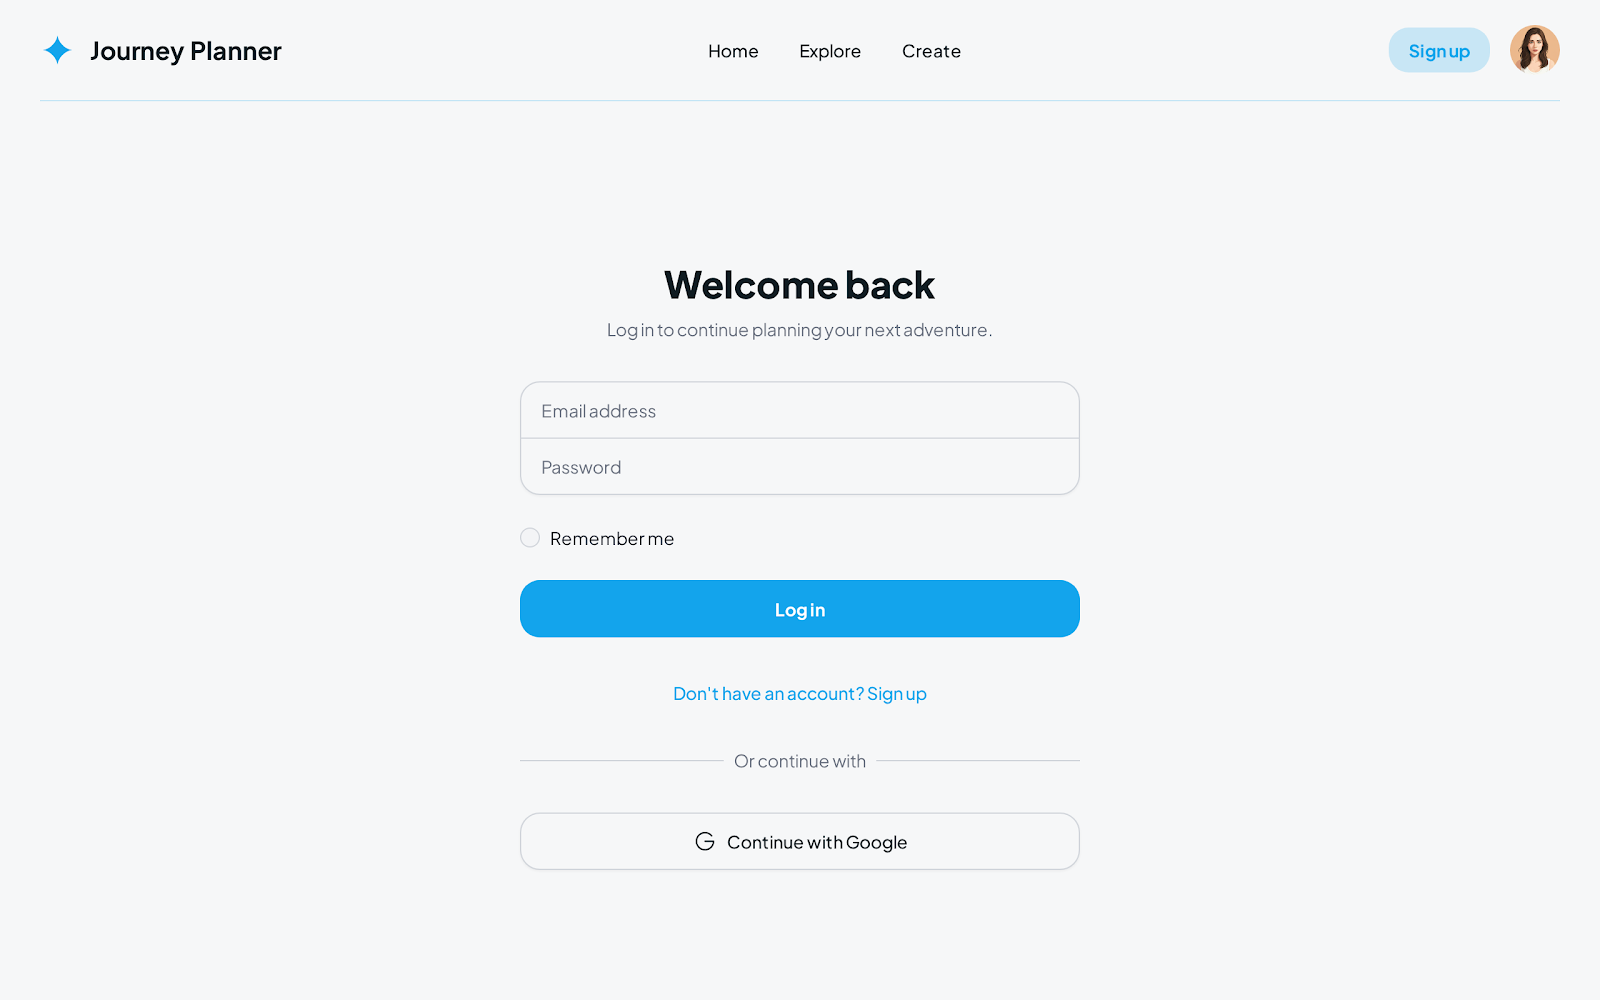 Journey Planner
Home
Explore
Create
Sign up
Welcome back
Log in to continue planning your next adventure.
Email address
Password
Remember me
Log in
Don't have an account? Sign up
Or continue with
Continue with Google